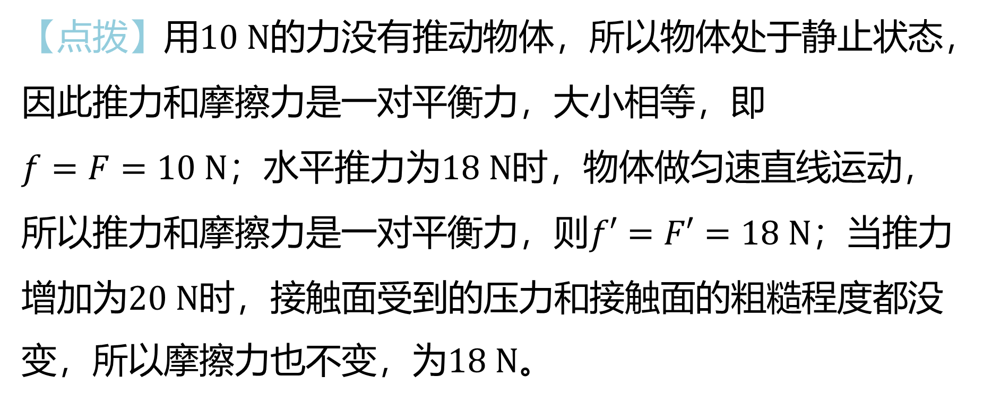 【点拨】用10 N的力没有推动物体，所以物体处于静止状态，
因此推力和摩擦力是一对平衡力，大小相等，即
f = F = 10 N；水平推力为18 N时，物体做匀速直线运动，
所以推力和摩擦力是一对平衡力，则f′ = F′ = 18 N；当推力
增加为20 N时，接触面受到的压力和接触面的粗糙程度都没
变，所以摩擦力也不变，为18 N。